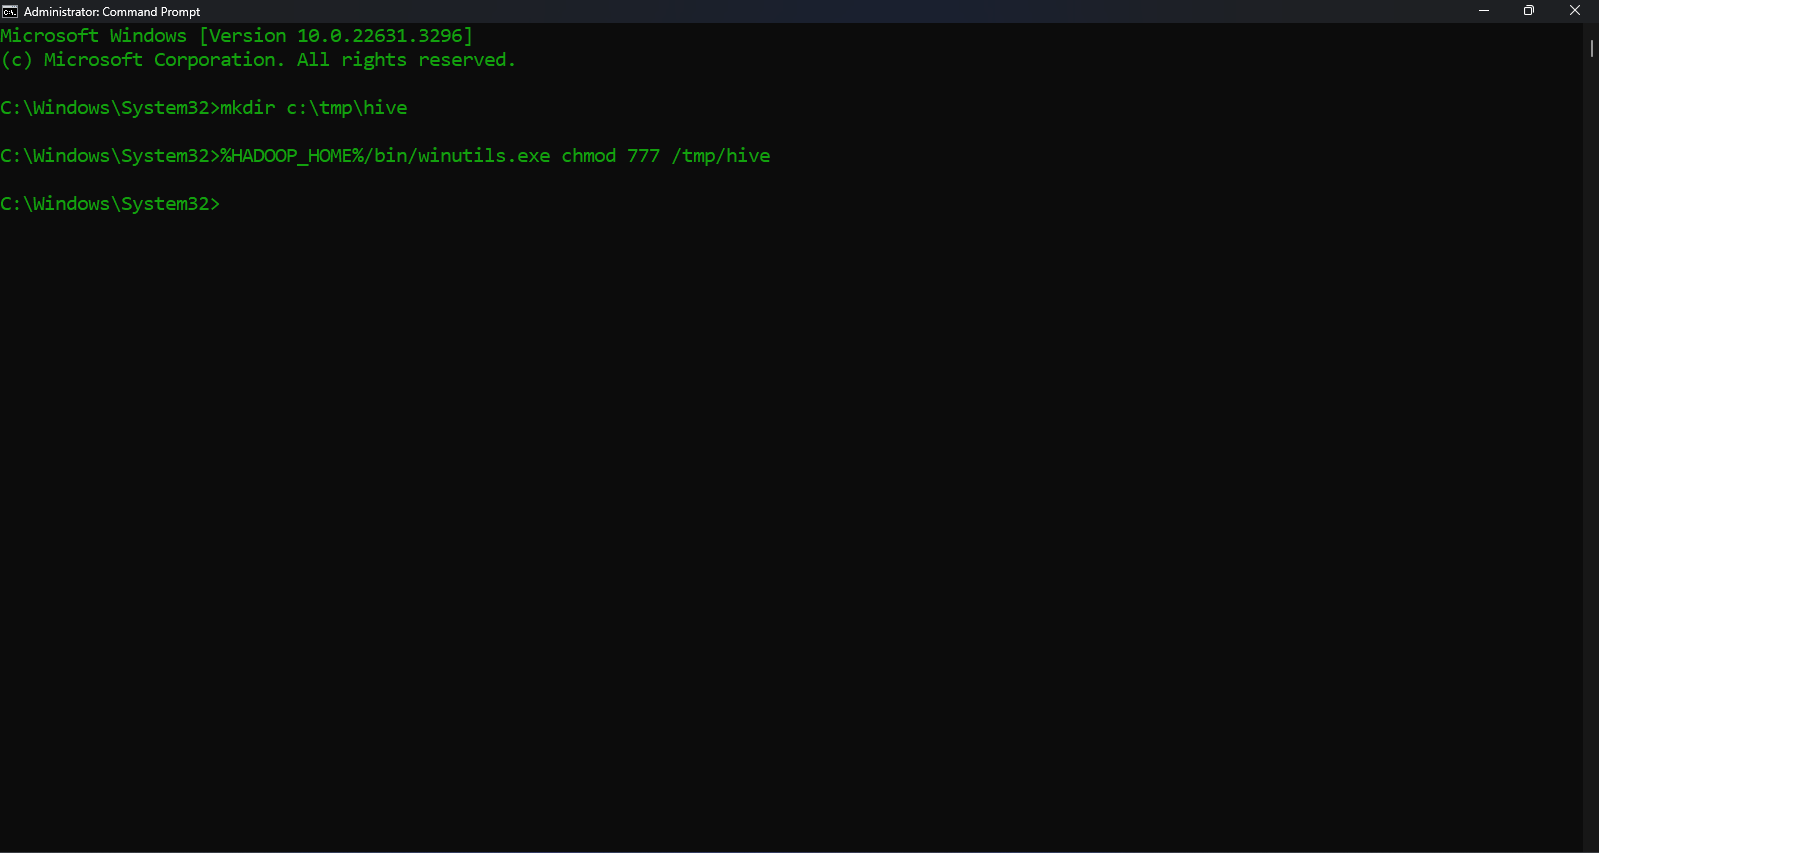 Administrator: Command Prompt
Microsoft Windows [Version 10.0.22631.3296]
(c) Microsoft Corporation. All rights reserved.
C:\Windows\System32>mkdir c:\tmp\hive
C:\Windows\System32>%HADOOP_HOME%/bin/winutils.exe chmod 777 /tmp/hive
C:\Windows\System32>